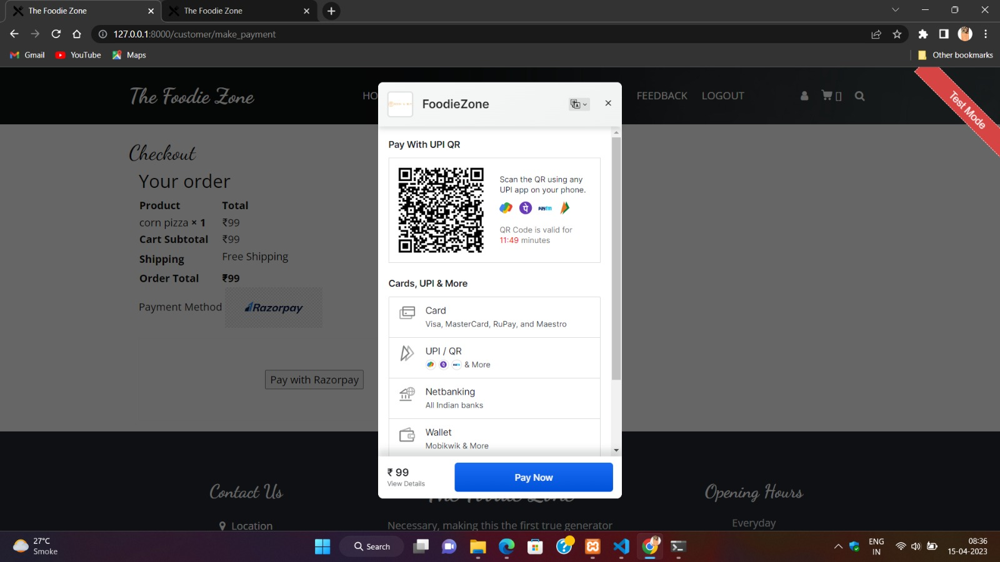 The Foodie Zone
The Foodie Zone
127.0.0.1:8000/customer/make_payment
Gmail
YouTube
Maps
Other bookmarks
The Foodie Zone
HO
FEEDBACK
LOGOUT
Test Mode
FoodieZone
Checkout
Your order
Product Total
corn pizza × 1 ₹99
Cart Subtotal ₹99
Shipping Free Shipping
Order Total ₹99
Payment Method Razorpay
Pay with Razorpay
Pay With UPI QR
Scan the QR using any
UPI app on your phone.
paytm
QR Code is valid for
11:49 minutes
Cards, UPI & More
Card
Visa, MasterCard, RuPay, and Maestro
UPI / QR
& More
Netbanking
All Indian banks
Wallet
Mobikwik & More
₹ 99
View Details
Pay Now
Contact Us
The Foodie Zone
Opening Hours
Location
Necessary, making this the first true generator
Everyday
27°C
Smoke
Search
ENG
IN
08:36
15-04-2023